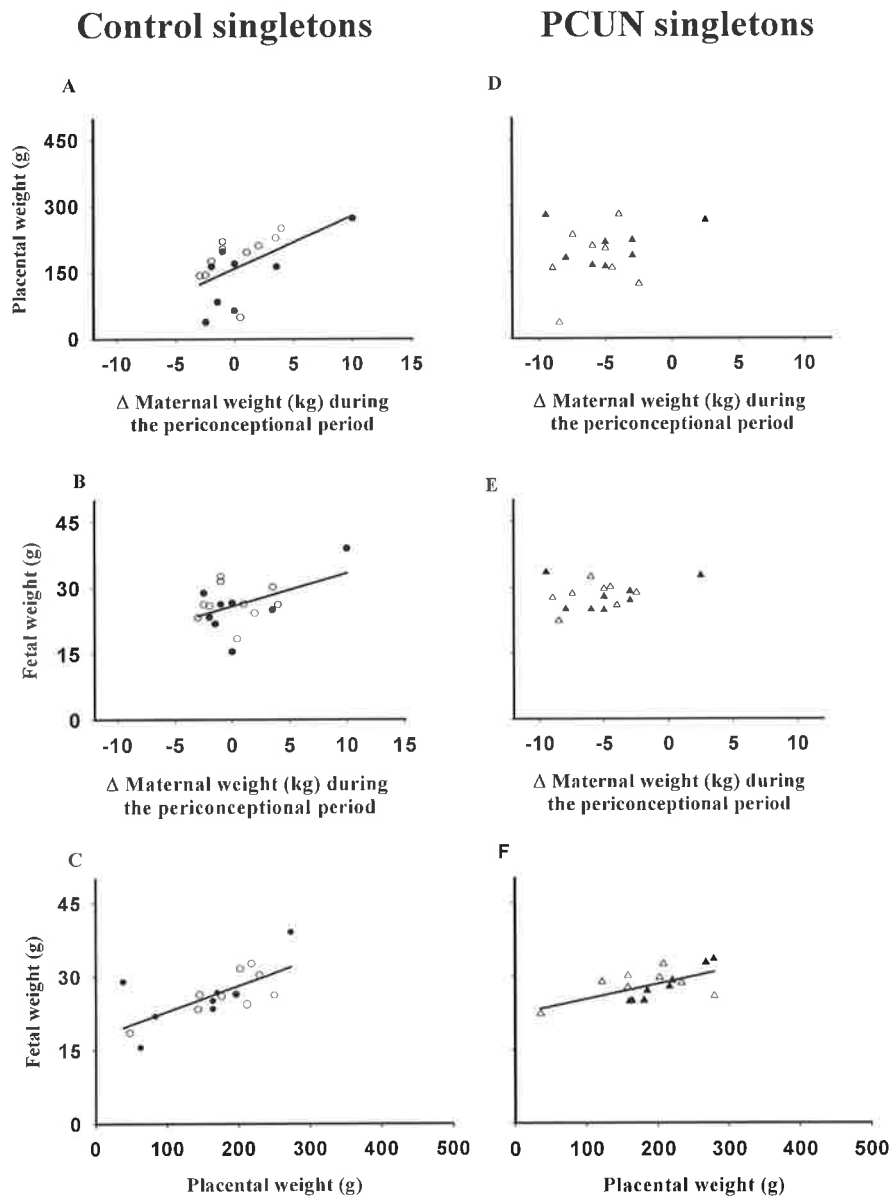 Control singletons
PCUN singletons
A
Placental weight (g)
450
300
150
0
-10 -5 0 5 10 15
Δ Maternal weight (kg) during
the periconceptional period
D
-10 -5 0 5 10
Δ Maternal weight (kg) during
the periconceptional period
B
Fetal weight (g)
45
30
15
0
-10 -5 0 5 10 15
Δ Maternal weight (kg) during
the periconceptional period
E
-10 -5 0 5 10
Δ Maternal weight (kg) during
the periconceptional period
C
Fetal weight (g)
45
30
15
0
0 100 200 300 400 500
Placental weight (g)
F
0 100 200 300 400 500
Placental weight (g)